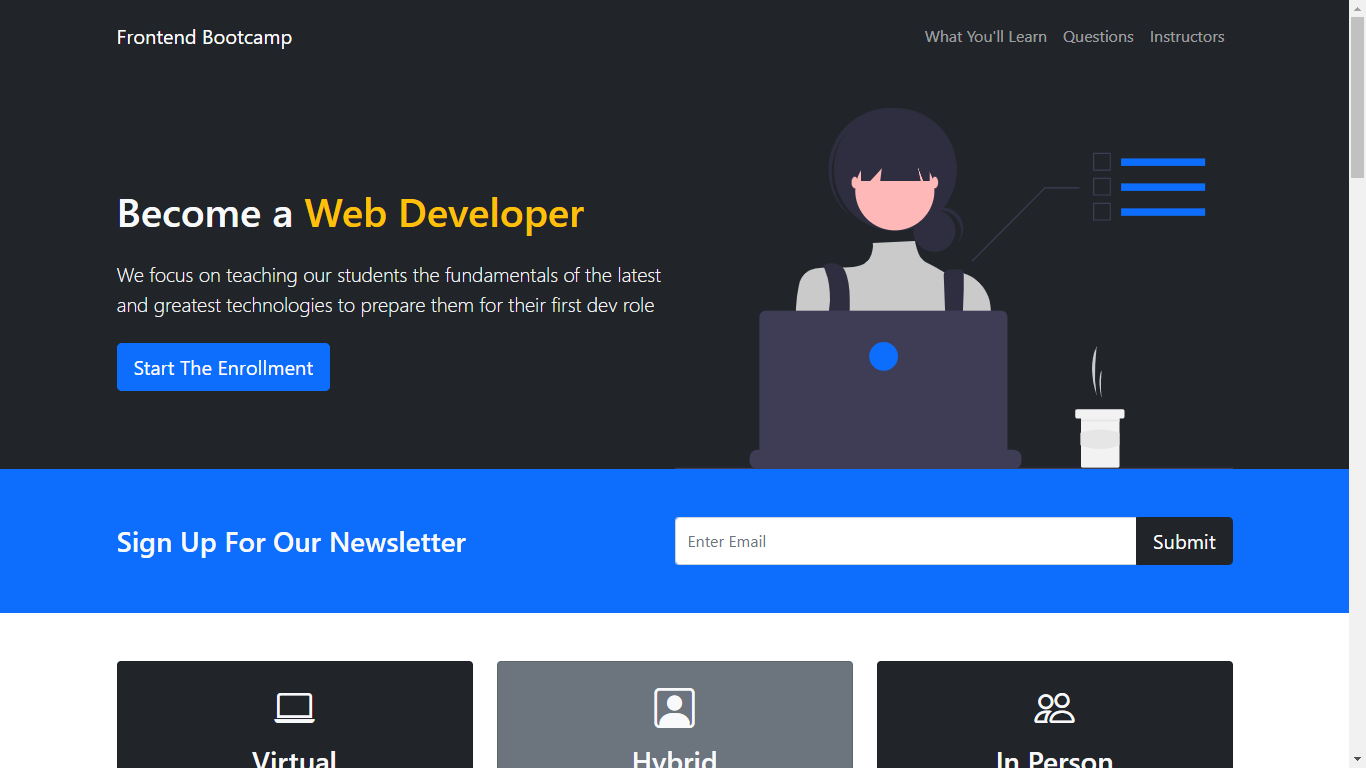 Frontend Bootcamp
What You'll Learn Questions Instructors
Become a Web Developer
We focus on teaching our students the fundamentals of the latest
and greatest technologies to prepare them for their first dev role
Start The Enrollment
Sign Up For Our Newsletter
Enter Email
Submit
Virtual
Hybrid
In Person